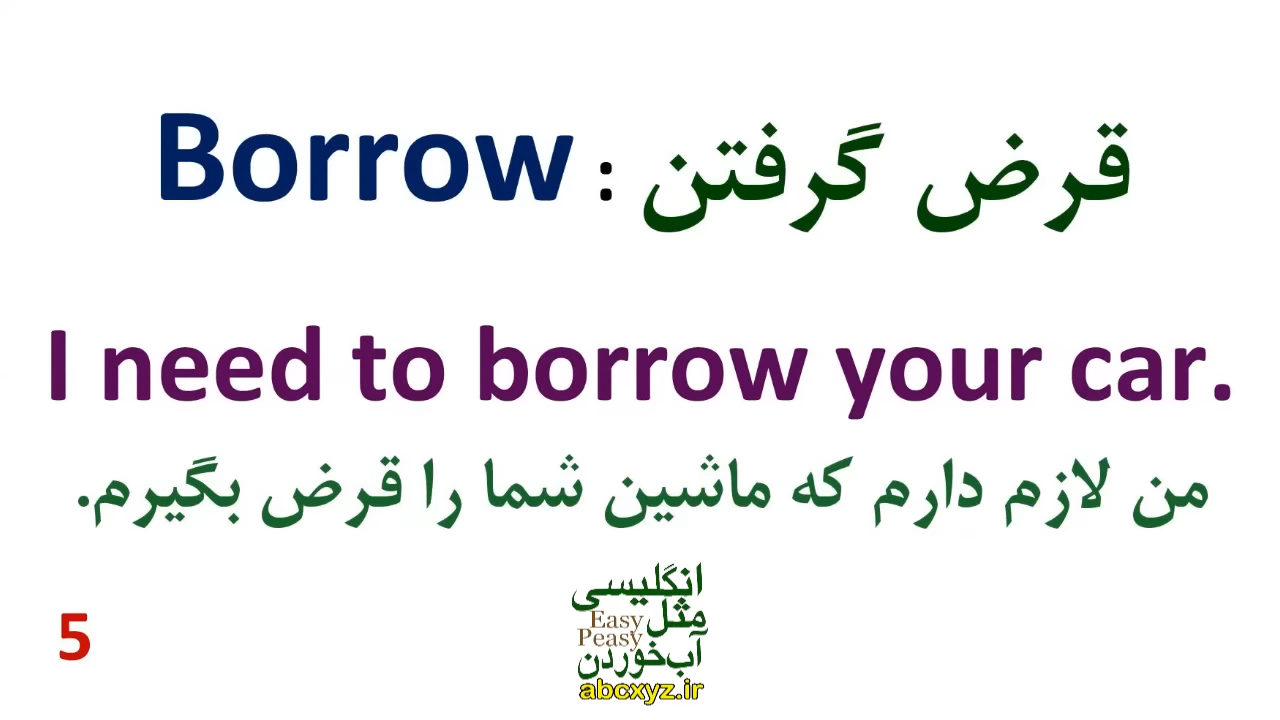 Borrow : قرض گرفتن
I need to borrow your car.
من لازم دارم که ماشین شما را قرض بگیرم.
انگلیسی
مثل
Easy
Peasy
آب‌خوردن
abcxyz.ir
5